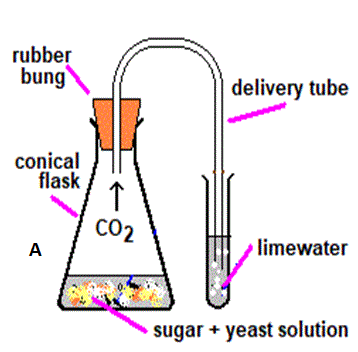 rubber
bung
delivery tube
conical
flask
CO2
A
limewater
sugar + yeast solution